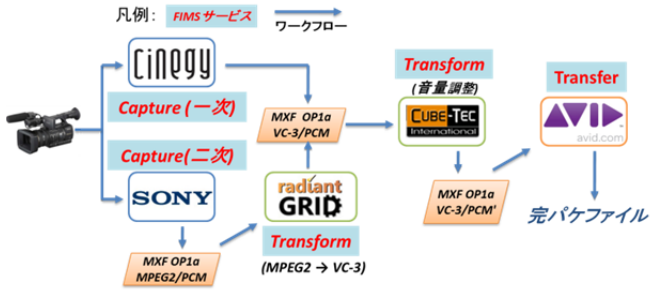 凡例：
FIMSサービス
ワークフロー
cinegy
Capture (一次)
Capture(二次)
SONY
MXF OP1a
MPEG2/PCM
radiant
GRID
Transform
(MPEG2 → VC-3)
MXF OP1a
VC-3/PCM
Transform
(音量調整)
CUBE-TEC
International
MXF OP1a
VC-3/PCM'
Transfer
AVID
avid.com
完パケファイル